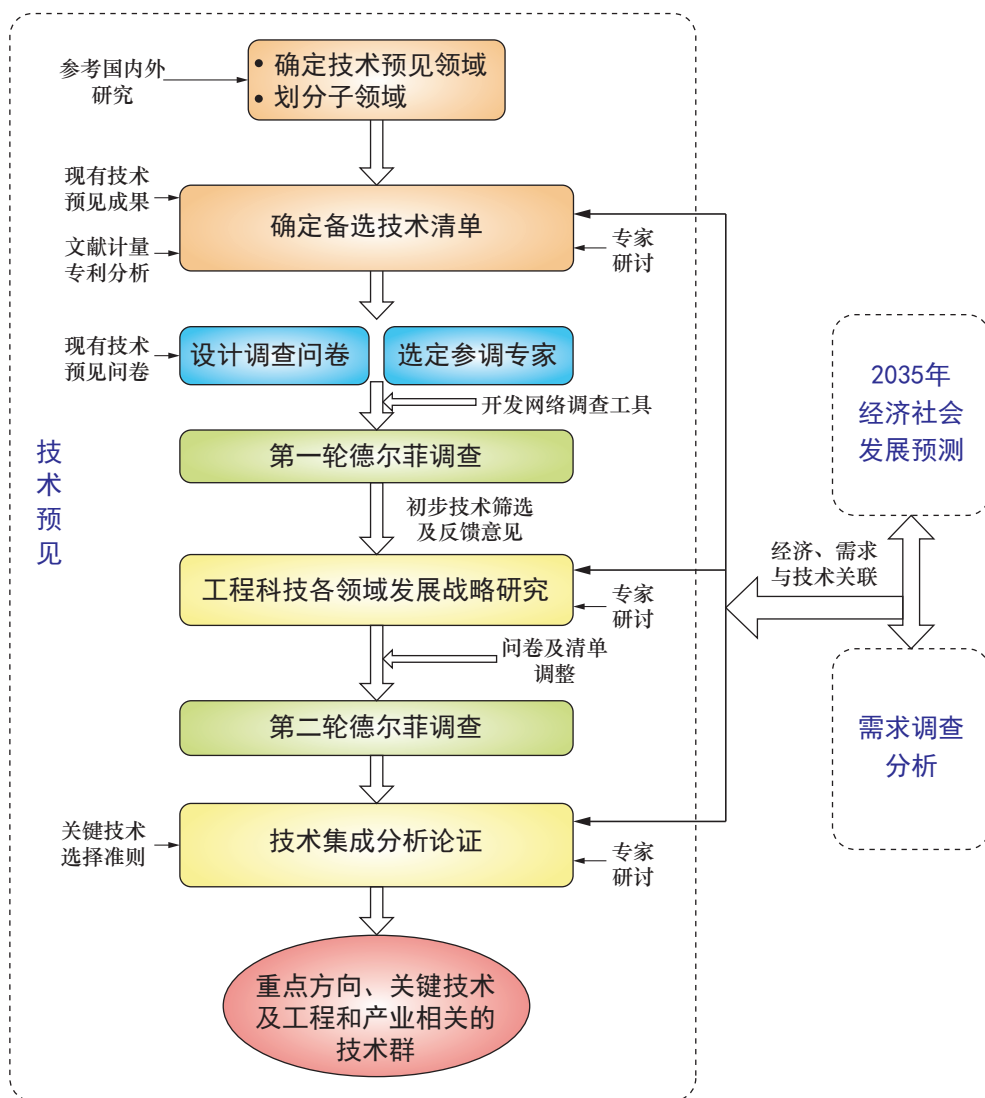 参考国内外
研究
• 确定技术预见领域
• 划分子领域
现有技术
预见成果
文献计量
专利分析
确定备选技术清单
专家
研讨
现有技术
预见问卷
设计调查问卷
选定参调专家
开发网络调查工具
第一轮德尔菲调查
初步技术筛选
及反馈意见
工程科技各领域发展战略研究
专家
研讨
问卷及清单
调整
第二轮德尔菲调查
关键技术
选择准则
技术集成分析论证
专家
研讨
重点方向、关键技术
及工程和产业相关的
技术群
技
术
预
见
2035年
经济社会
发展预测
经济、需求
与技术关联
需求调查
分析